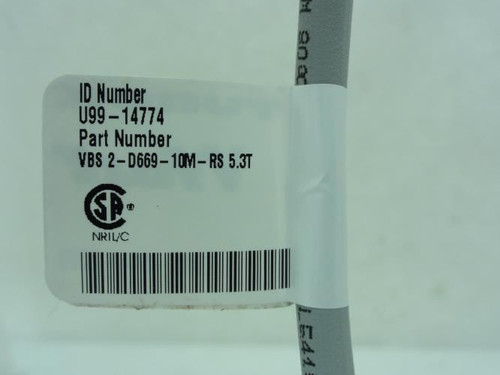 ID Number
U99-14774
Part Number
VBS 2-D669-10M-RS 5.3T
NRTL/C